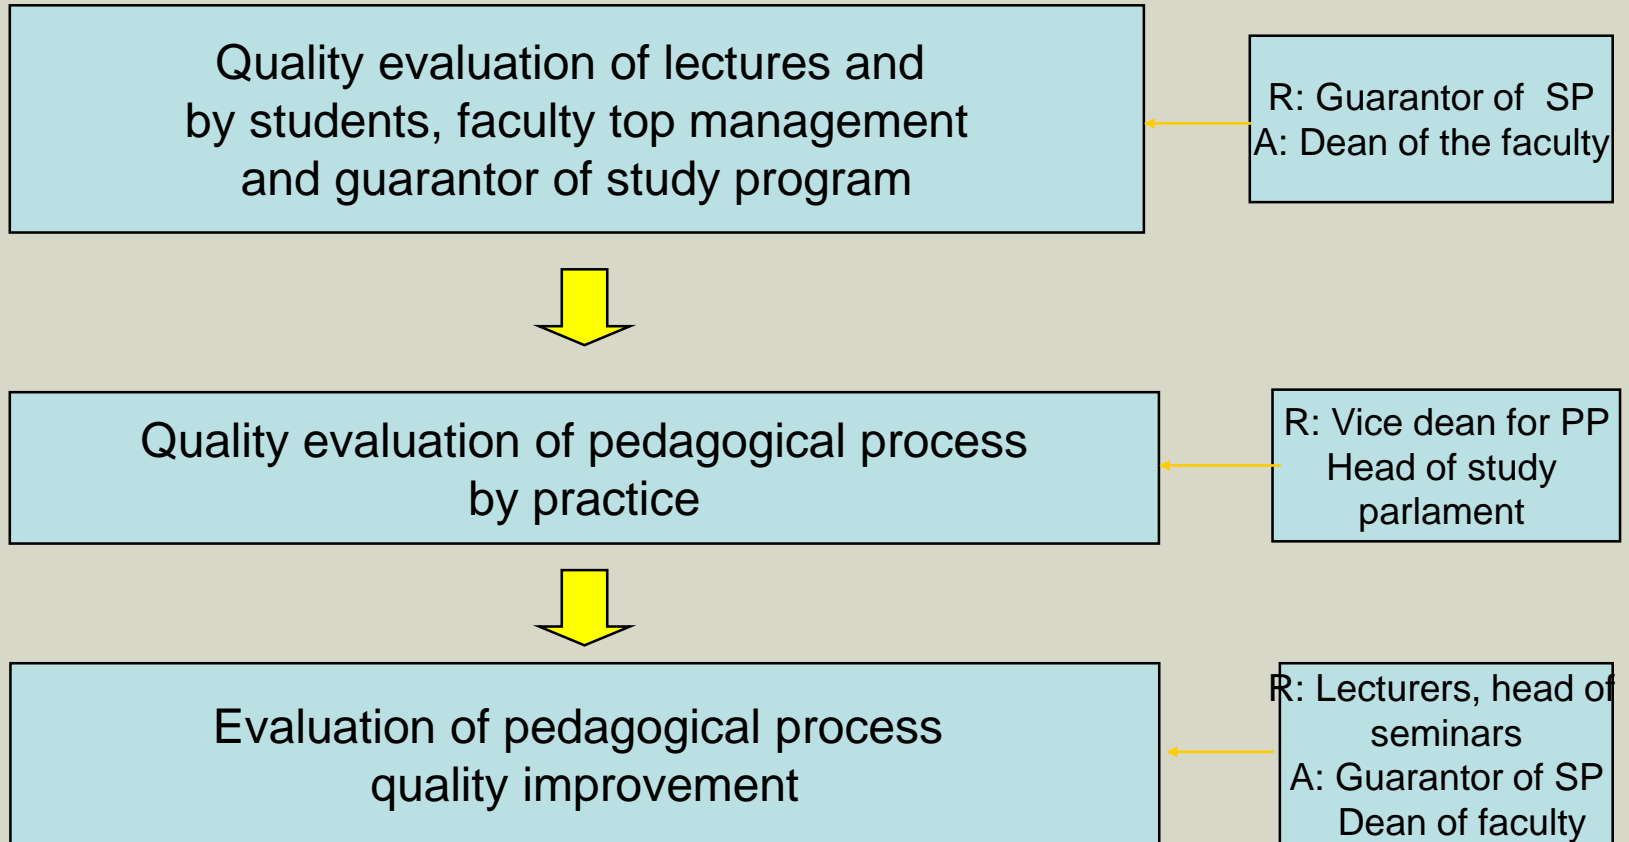 Quality evaluation of lectures and
by students, faculty top management
and guarantor of study program
R: Guarantor of SP
A: Dean of the faculty
Quality evaluation of pedagogical process
by practice
R: Vice dean for PP
Head of study
parlament
Evaluation of pedagogical process
quality improvement
R: Lecturers, head of
seminars
A: Guarantor of SP
Dean of faculty